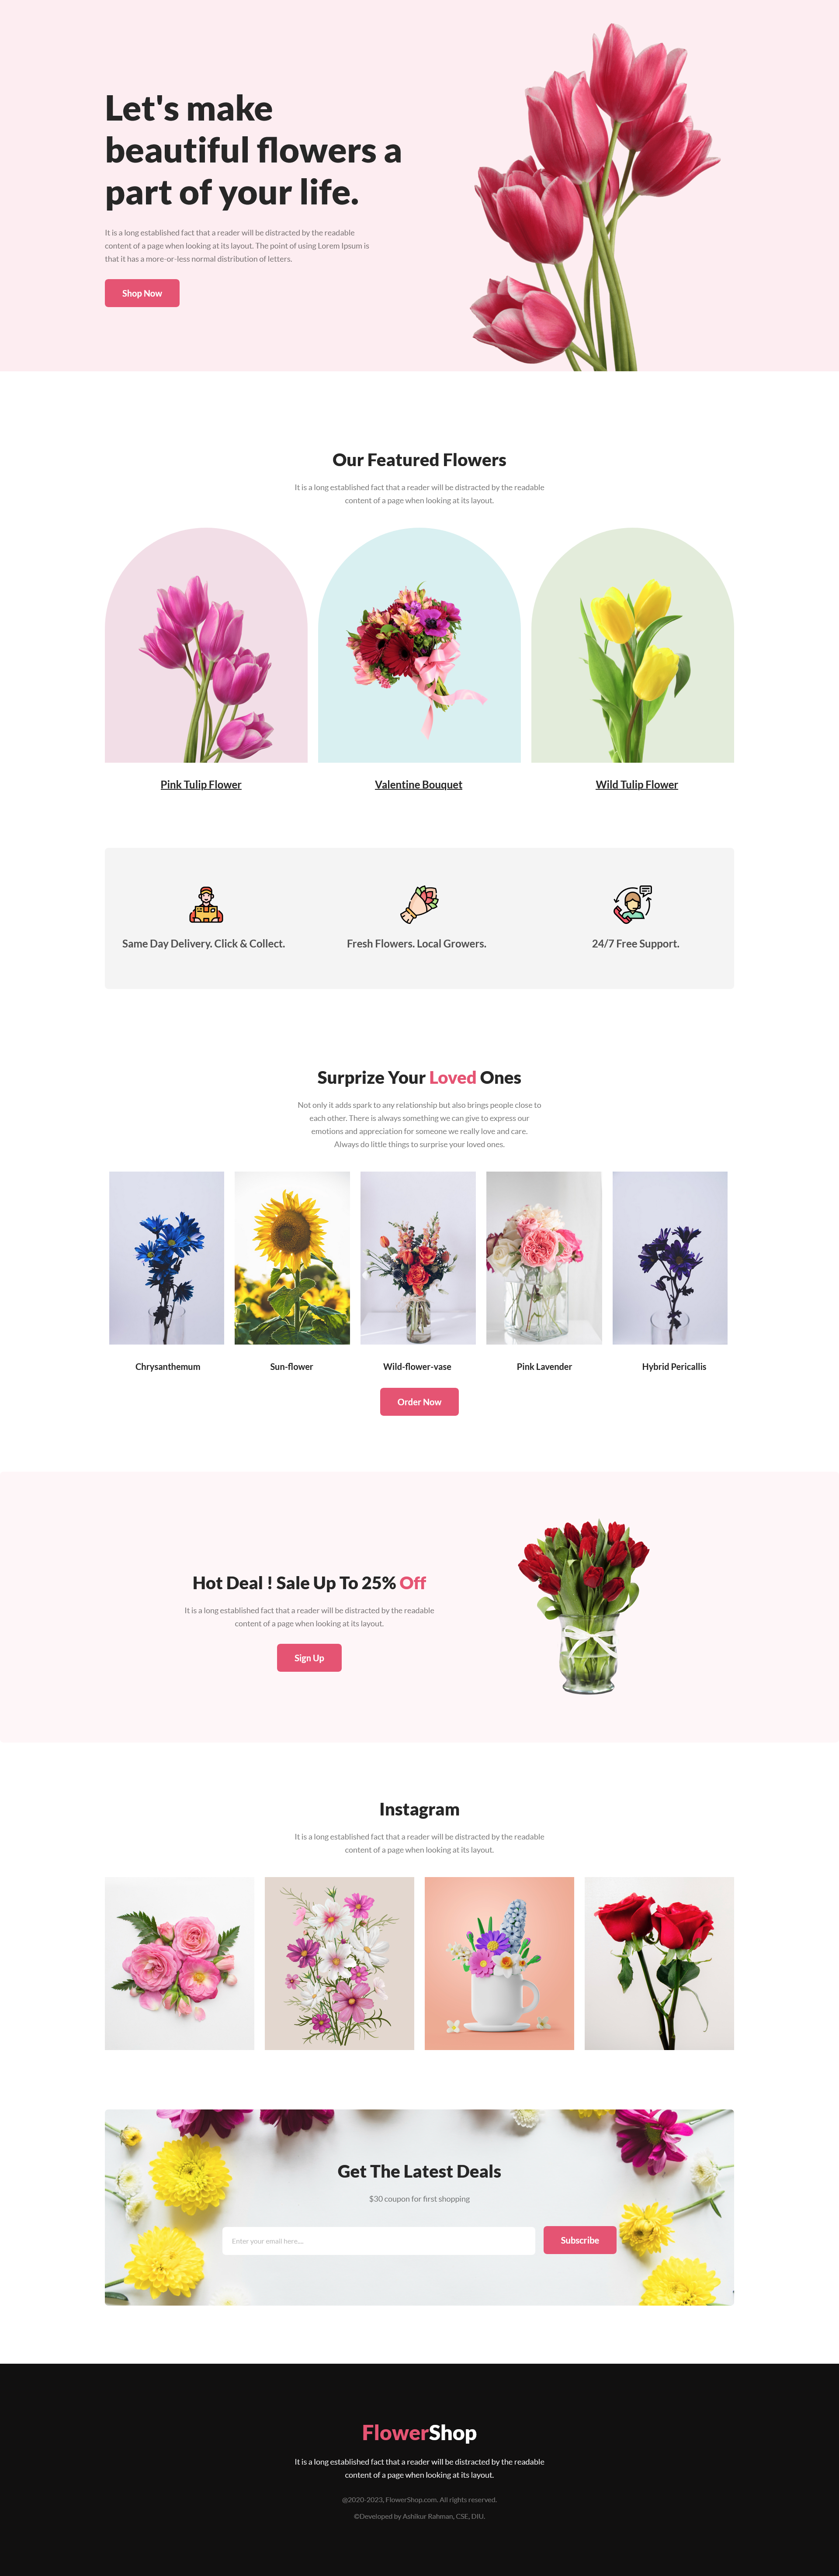 Let's make
beautiful flowers a
part of your life.
It is a long established fact that a reader will be distracted by the readable
content of a page when looking at its layout. The point of using Lorem Ipsum is
that it has a more-or-less normal distribution of letters.
Shop Now
Our Featured Flowers
It is a long established fact that a reader will be distracted by the readable
content of a page when looking at its layout.
Pink Tulip Flower
Valentine Bouquet
Wild Tulip Flower
Same Day Delivery. Click & Collect.
Fresh Flowers. Local Growers.
24/7 Free Support.
Surprize Your Loved Ones
Not only it adds spark to any relationship but also brings people close to
each other. There is always something we can give to express our
emotions and appreciation for someone we really love and care.
Always do little things to surprise your loved ones.
Chrysanthemum
Sun-flower
Wild-flower-vase
Pink Lavender
Hybrid Pericallis
Order Now
Hot Deal ! Sale Up To 25% Off
It is a long established fact that a reader will be distracted by the readable
content of a page when looking at its layout.
Sign Up
Instagram
It is a long established fact that a reader will be distracted by the readable
content of a page when looking at its layout.
Get The Latest Deals
$30 coupon for first shopping
Enter your email here....
Subscribe
FlowerShop
It is a long established fact that a reader will be distracted by the readable
content of a page when looking at its layout.
@2020-2023, FlowerShop.com. All rights reserved.
©Developed by Ashikur Rahman, CSE, DIU.